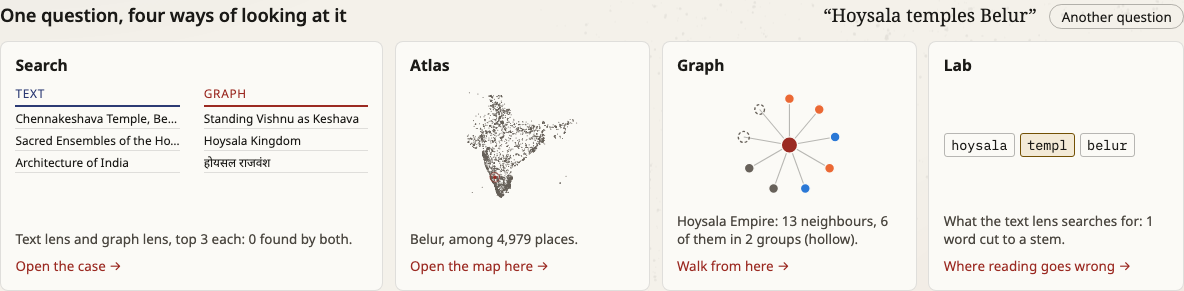 One question, four ways of looking at it
“Hoysala temples Belur”
Another question
Search
TEXT
Chennakeshava Temple, Be...
Sacred Ensembles of the Ho...
Architecture of India
GRAPH
Standing Vishnu as Keshava
Hoysala Kingdom
होयसल राजवंश
Text lens and graph lens, top 3 each: 0 found by both.
Open the case →
Atlas
Belur, among 4,979 places.
Open the map here →
Graph
Hoysala Empire: 13 neighbours, 6
of them in 2 groups (hollow).
Walk from here →
Lab
hoysala
templ
belur
What the text lens searches for: 1
word cut to a stem.
Where reading goes wrong →